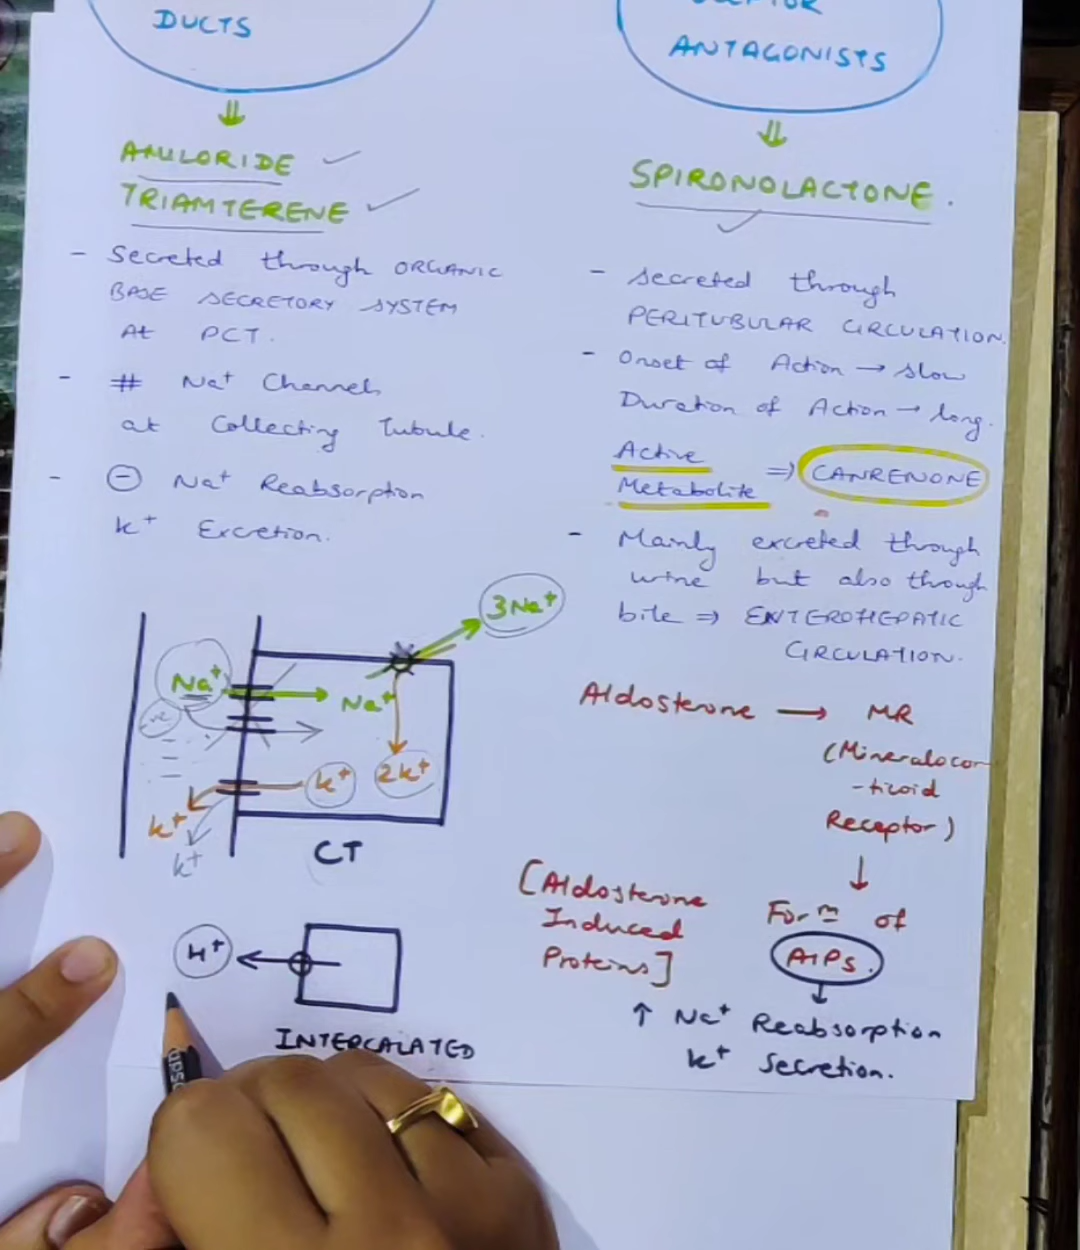 DUCTS
AMILORIDE
TRIAMTERENE
- Secreted through ORGANIC
BASE SECRETORY SYSTEM
At PCT.
- # Na+ Channels
at Collecting Tubule.
- ⊖ Na+ Reabsorption
K+ Excretion.
3Na+
Na+
Na+
-ve
K+
2K+
K+
K+
CT
H+
INTERCALATED
ANTAGONISTS
SPIRONOLACTONE.
- Secreted through
PERITUBULAR CIRCULATION.
- Onset of Action → slow
Duration of Action → long.
Active
Metabolite ⇒ CANRENONE
- Mainly excreted through
urine but also through
bile ⇒ ENTEROHEPATIC
CIRCULATION.
Aldosterone → MR
(Mineralocor
-ticoid
Receptor)
↓
Form of
AIPs.
[Aldosterone
Induced
Proteins]
↑ Na+ Reabsorption
K+ Secretion.